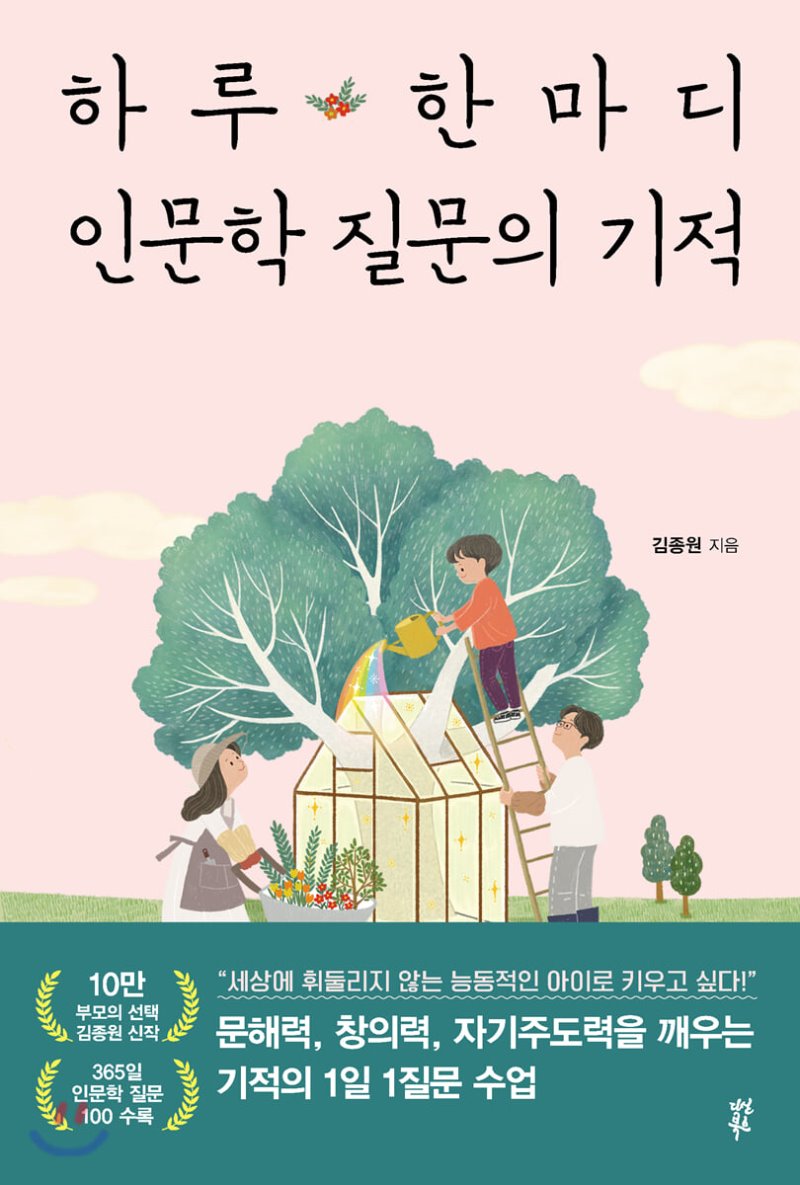 하루 한마디
인문학 질문의 기적
김종원 지음
“세상에 휘둘리지 않는 능동적인 아이로 키우고 싶다!”
문해력, 창의력, 자기주도력을 깨우는
기적의 1일 1질문 수업
10만
부모의 선택
김종원 신작
365일
인문학 질문
100 수록
다산
북스